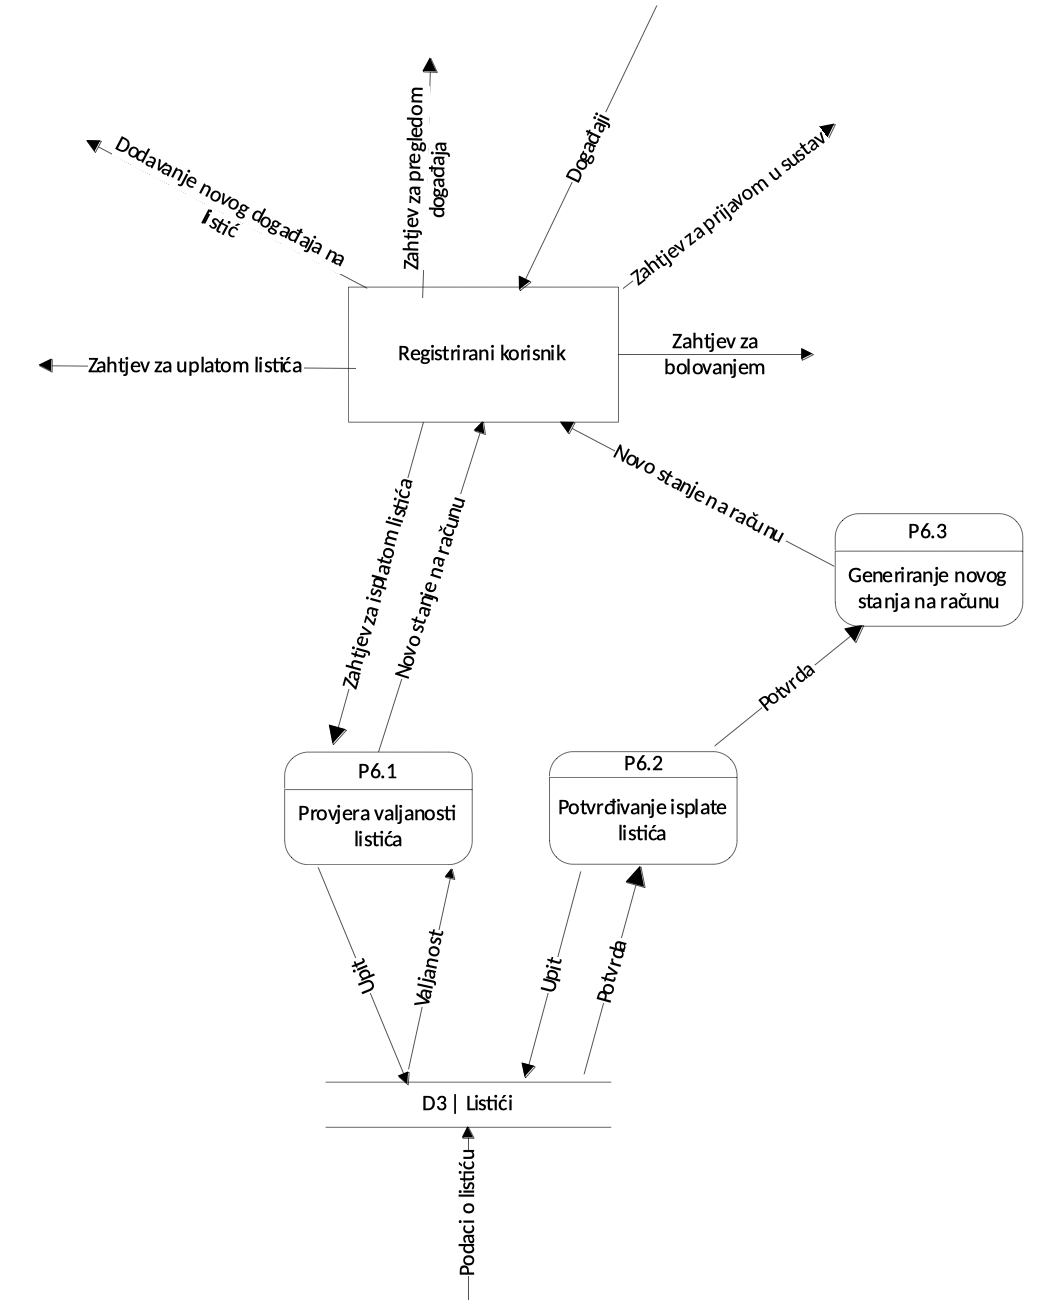 Dodavanje novog događaja na
listić
Zahtjev za pregledom
događaja
Događaji
Zahtjev za prijavom u sustav
Zahtjev za uplatom listića
Registrirani korisnik
Zahtjev za
bolovanjem
Zahtjev za isplatom listića
Novo stanje na računu
Novo stanje na računu
P6.3
Generiranje novog
stanja na računu
Potvrda
P6.1
Provjera valjanosti
listića
P6.2
Potvrđivanje isplate
listića
Upit
Valjanost
Upit
Potvrda
D3 | Listići
Podaci o listiću